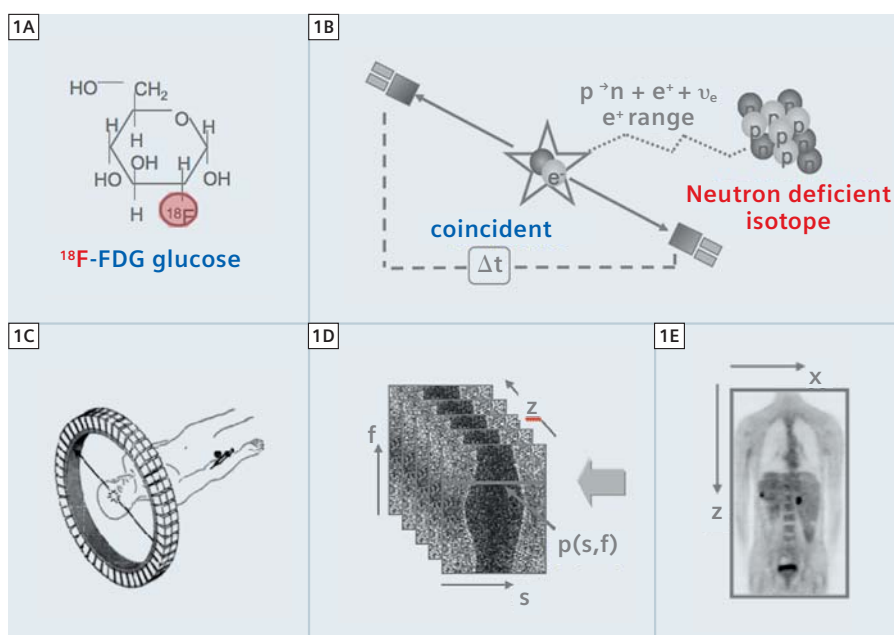 1A
HO
CH₂
O
H
H
H
H
OH
H
HO
OH
H
¹⁸F
¹⁸F-FDG glucose
1B
p → n + e⁺ + υₑ
e⁺ range
n
p
n
p
p
p
n
p
n
p
n
e⁻
Neutron deficient
isotope
coincident
Δt
1C
1D
z
f
p(s,f)
s
1E
x
z